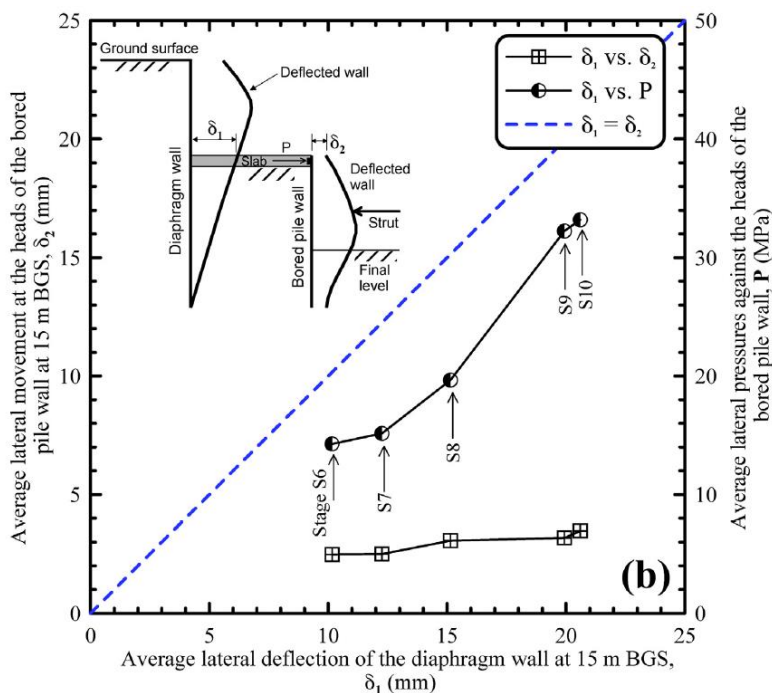 Average lateral movement at the heads of the bored
pile wall at 15 m BGS, δ₂ (mm)
25
20
15
10
5
0
Ground surface
Deflected wall
δ₁
P
δ₂
Slab
Deflected
wall
Strut
Diaphragm wall
Bored pile wall
Final
level
δ₁ vs. δ₂
δ₁ vs. P
δ₁ = δ₂
Stage S6
S7
S8
S9
S10
(b)
50
40
30
20
10
0
Average lateral pressures against the heads of the
bored pile wall, P (MPa)
0 5 10 15 20 25
Average lateral deflection of the diaphragm wall at 15 m BGS,
δ₁ (mm)